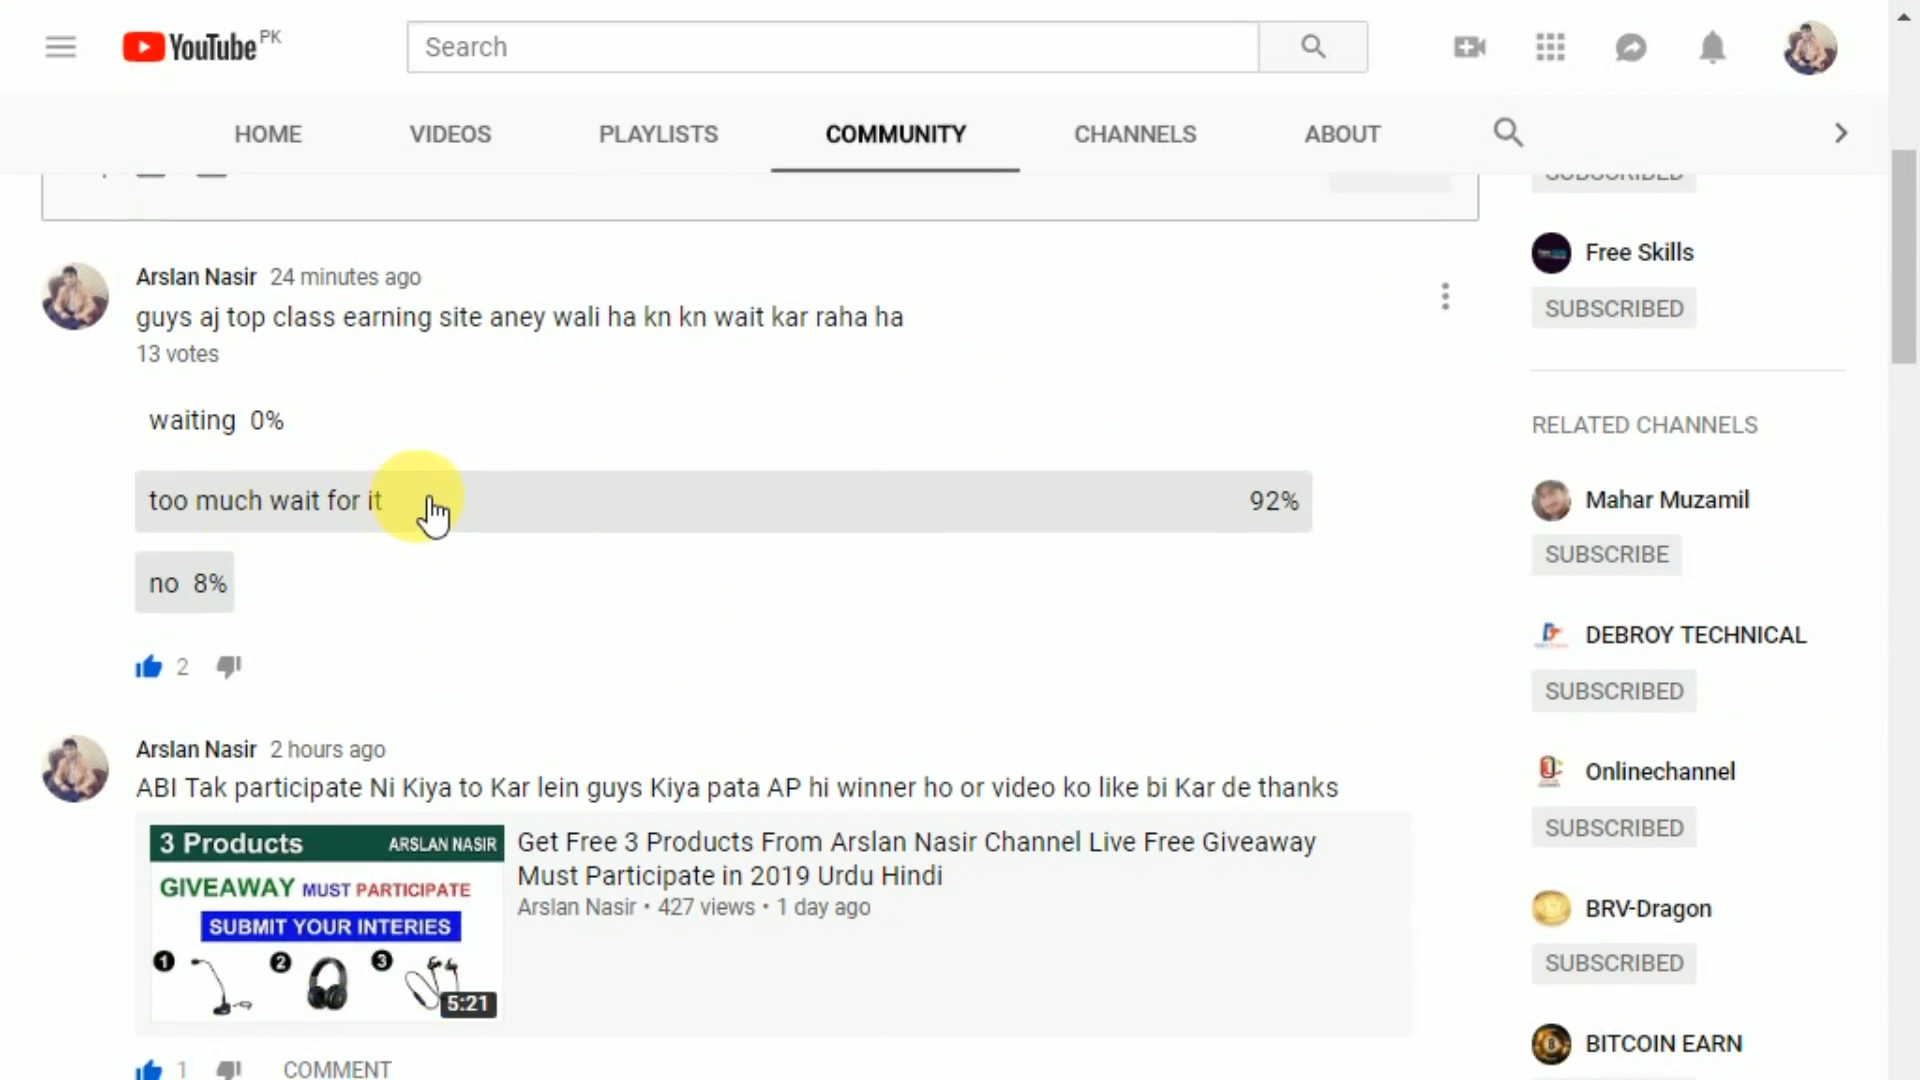 YouTube PK
Search
HOME VIDEOS PLAYLISTS COMMUNITY CHANNELS ABOUT
Arslan Nasir 24 minutes ago
guys aj top class earning site aney wali ha kn kn wait kar raha ha
13 votes
waiting 0%
too much wait for it 92%
no 8%
2
Arslan Nasir 2 hours ago
ABI Tak participate Ni Kiya to Kar lein guys Kiya pata AP hi winner ho or video ko like bi Kar de thanks
3 Products ARSLAN NASIR
GIVEAWAY MUST PARTICIPATE
SUBMIT YOUR INTERIES
1 2 3
5:21
Get Free 3 Products From Arslan Nasir Channel Live Free Giveaway
Must Participate in 2019 Urdu Hindi
Arslan Nasir • 427 views • 1 day ago
1 COMMENT
SUBSCRIBED
Free Skills
SUBSCRIBED
RELATED CHANNELS
Mahar Muzamil
SUBSCRIBE
DEBROY TECHNICAL
SUBSCRIBED
Onlinechannel
SUBSCRIBED
BRV-Dragon
SUBSCRIBED
BITCOIN EARN